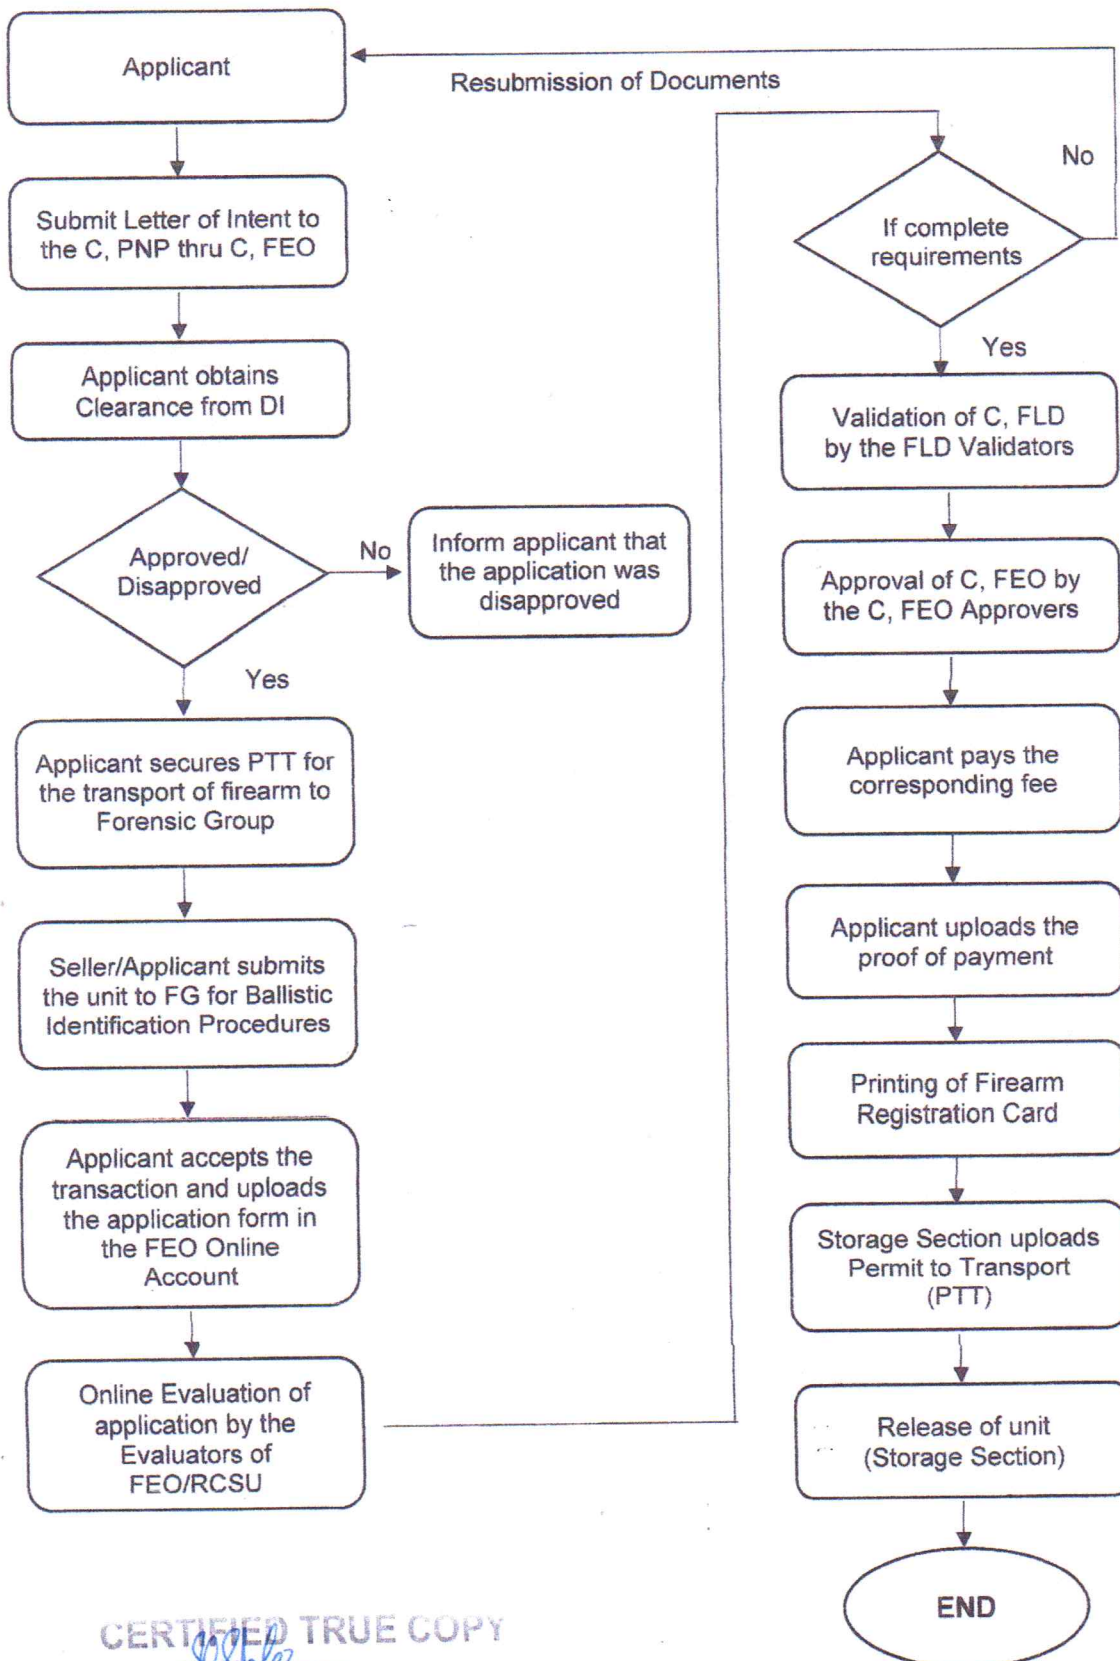 Applicant
Submit Letter of Intent to
the C, PNP thru C, FEO
Applicant obtains
Clearance from DI
Approved/
Disapproved
No
Inform applicant that
the application was
disapproved
Yes
Applicant secures PTT for
the transport of firearm to
Forensic Group
Seller/Applicant submits
the unit to FG for Ballistic
Identification Procedures
Applicant accepts the
transaction and uploads
the application form in
the FEO Online
Account
Online Evaluation of
application by the
Evaluators of
FEO/RCSU
Resubmission of Documents
No
If complete
requirements
Yes
Validation of C, FLD
by the FLD Validators
Approval of C, FEO by
the C, FEO Approvers
Applicant pays the
corresponding fee
Applicant uploads the
proof of payment
Printing of Firearm
Registration Card
Storage Section uploads
Permit to Transport
(PTT)
Release of unit
(Storage Section)
END
CERTIFIED TRUE COPY